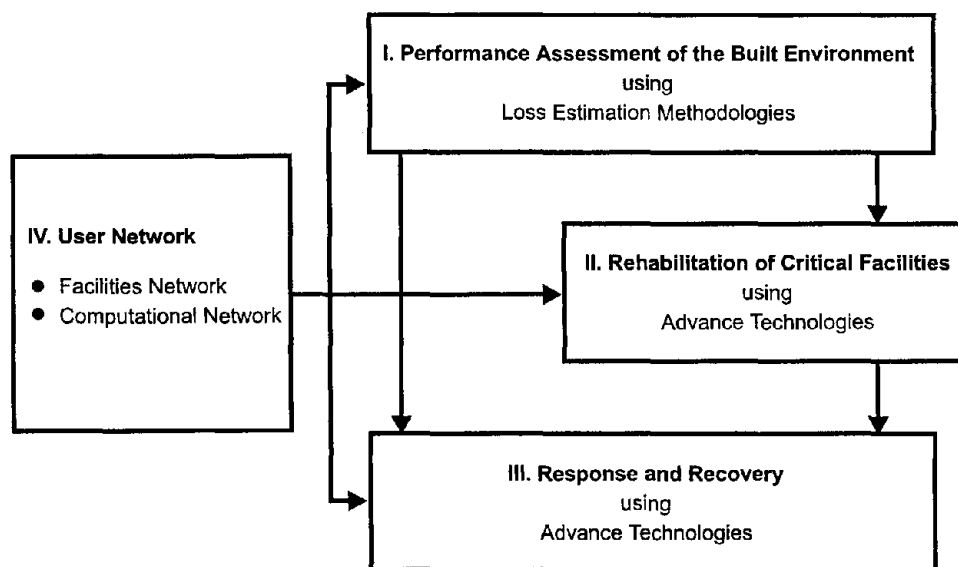 I. Performance Assessment of the Built Environment
using
Loss Estimation Methodologies
IV. User Network
● Facilities Network
● Computational Network
II. Rehabilitation of Critical Facilities
using
Advance Technologies
III. Response and Recovery
using
Advance Technologies